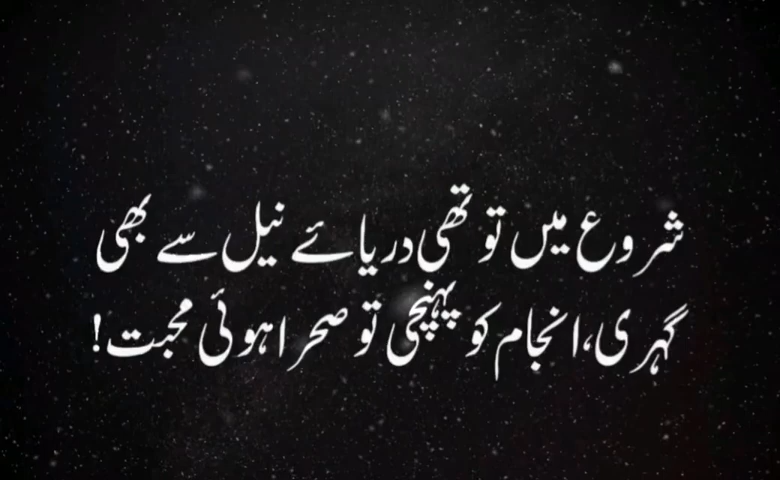 شروع میں تو تھی دریائے نیل سے بھی
گہری،انجام کو پہنچی تو صحرا ہوئی محبت!